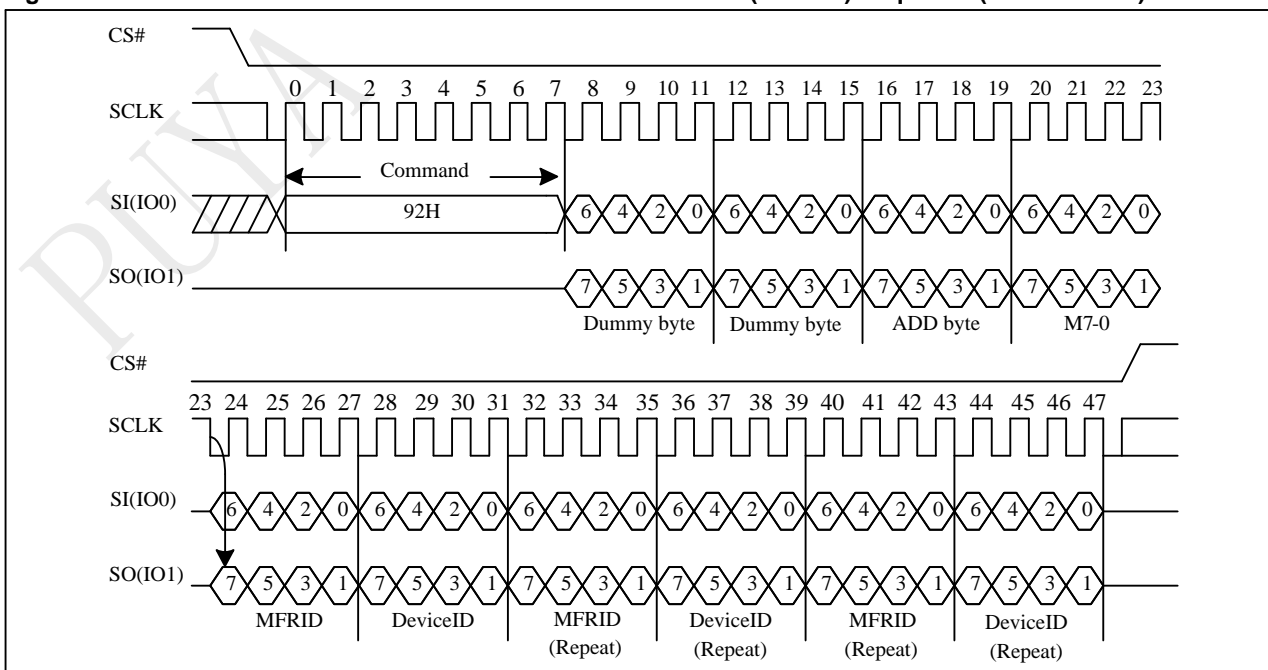 CS#
0 1 2 3 4 5 6 7 8 9 10 11 12 13 14 15 16 17 18 19 20 21 22 23
SCLK
Command
SI(IO0)
92H
6 4 2 0 6 4 2 0 6 4 2 0 6 4 2 0
SO(IO1)
7 5 3 1 7 5 3 1 7 5 3 1 7 5 3 1
Dummy byte Dummy byte ADD byte M7-0
PUYA
CS#
23 24 25 26 27 28 29 30 31 32 33 34 35 36 37 38 39 40 41 42 43 44 45 46 47
SCLK
SI(IO0)
6 4 2 0 6 4 2 0 6 4 2 0 6 4 2 0 6 4 2 0 6 4 2 0
SO(IO1)
7 5 3 1 7 5 3 1 7 5 3 1 7 5 3 1 7 5 3 1 7 5 3 1
MFRID DeviceID MFRID DeviceID MFRID DeviceID
(Repeat) (Repeat) (Repeat) (Repeat)